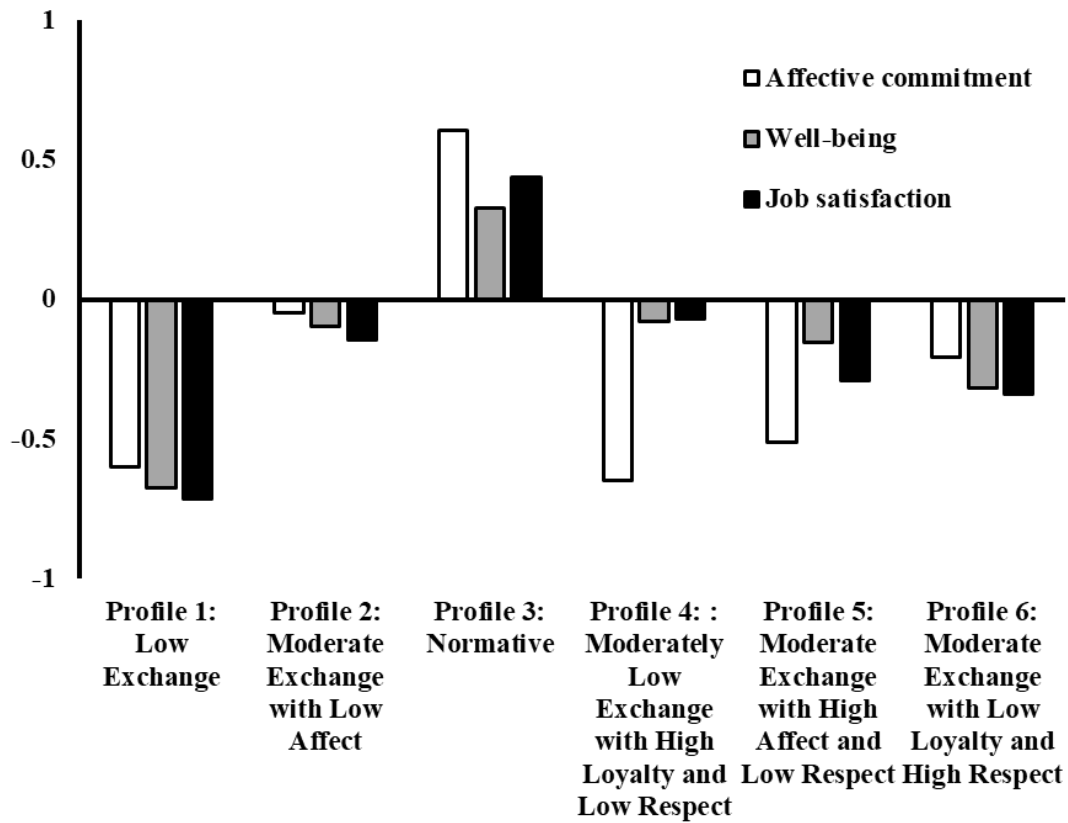 1
0.5
0
-0.5
-1
Affective commitment
Well-being
Job satisfaction
Profile 1:
Low
Exchange
Profile 2:
Moderate
Exchange
with Low
Affect
Profile 3:
Normative
Profile 4: :
Moderately
Low
Exchange
with High
Loyalty and
Low Respect
Profile 5:
Moderate
Exchange
with High
Affect and
Low Respect
Profile 6:
Moderate
Exchange
with Low
Loyalty and
High Respect